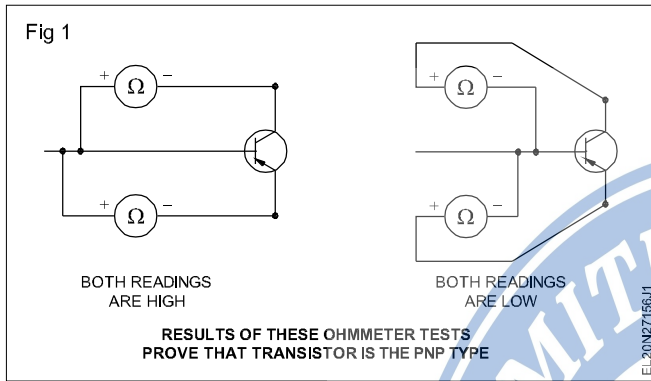 Fig 1
+ Ω −
+ Ω −
BOTH READINGS
ARE HIGH
+ Ω −
+ Ω −
BOTH READINGS
ARE LOW
RESULTS OF THESE OHMMETER TESTS
PROVE THAT TRANSISTOR IS THE PNP TYPE
EL20N27156J1
MIT